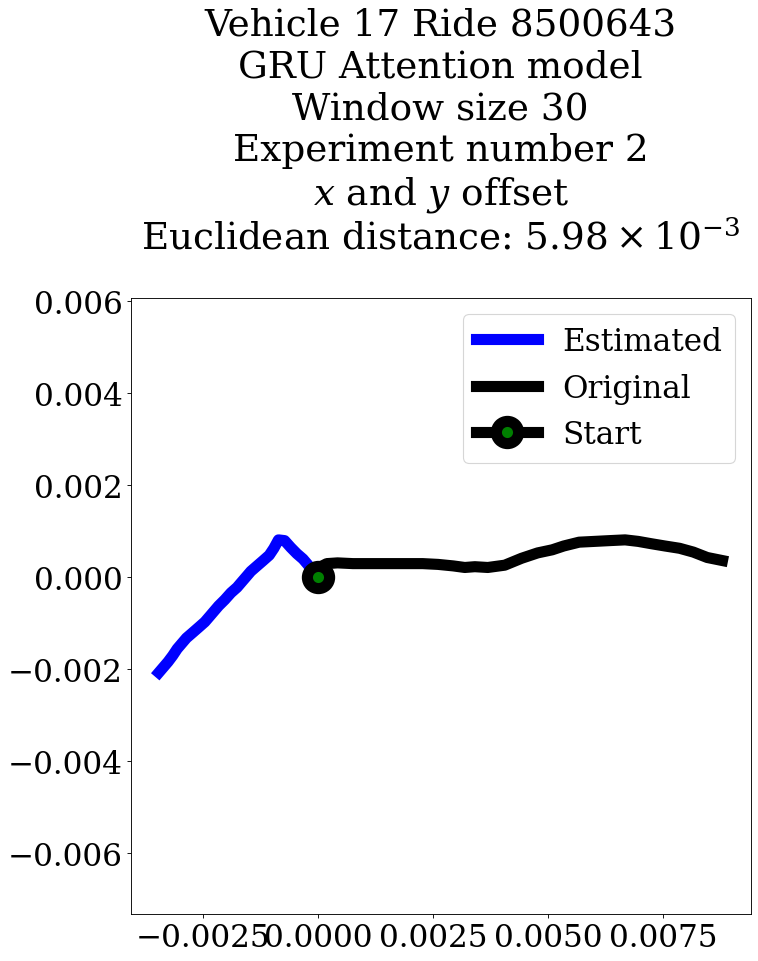 Vehicle 17 Ride 8500643
GRU Attention model
Window size 30
Experiment number 2
x and y offset
Euclidean distance: 5.98 × 10⁻³
0.006
0.004
0.002
0.000
−0.002
−0.004
−0.006
Estimated
Original
Start
−0.0025 0.0000 0.0025 0.0050 0.0075